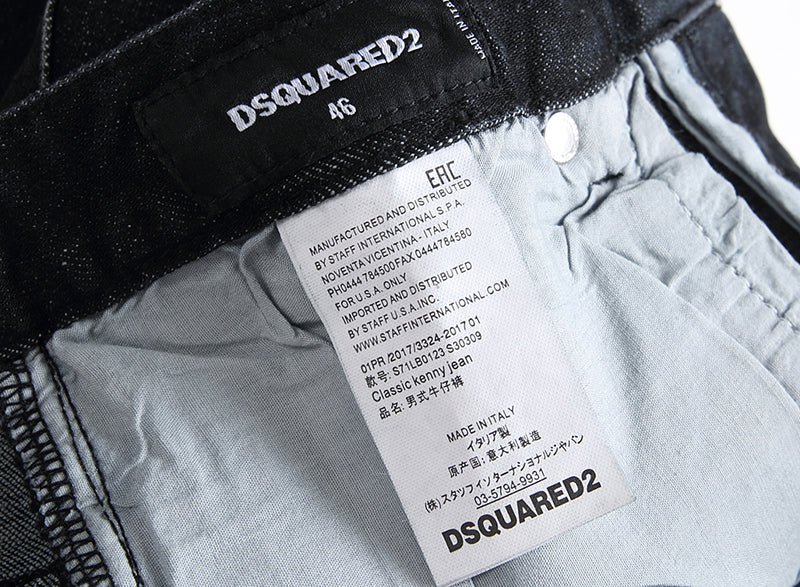 DSQUARED2
46
MADE IN ITALY
EAC
MANUFACTURED AND DISTRIBUTED
BY STAFF INTERNATIONAL S.P.A.
NOVENTA VICENTINA - ITALY
PH0444 784500 FAX 0444784580
FOR U.S.A. ONLY
IMPORTED AND DISTRIBUTED
BY STAFF U.S.A. INC.
WWW.STAFFINTERNATIONAL.COM
01PR/2017/3324-2017 01
款号: S71LB0123 S30309
Classic kenny jean
品名: 男式牛仔裤
MADE IN ITALY
イタリア製
原产国: 意大利製造
(株)スタッフインターナショナルジャパン
03-5794-9931
DSQUARED2